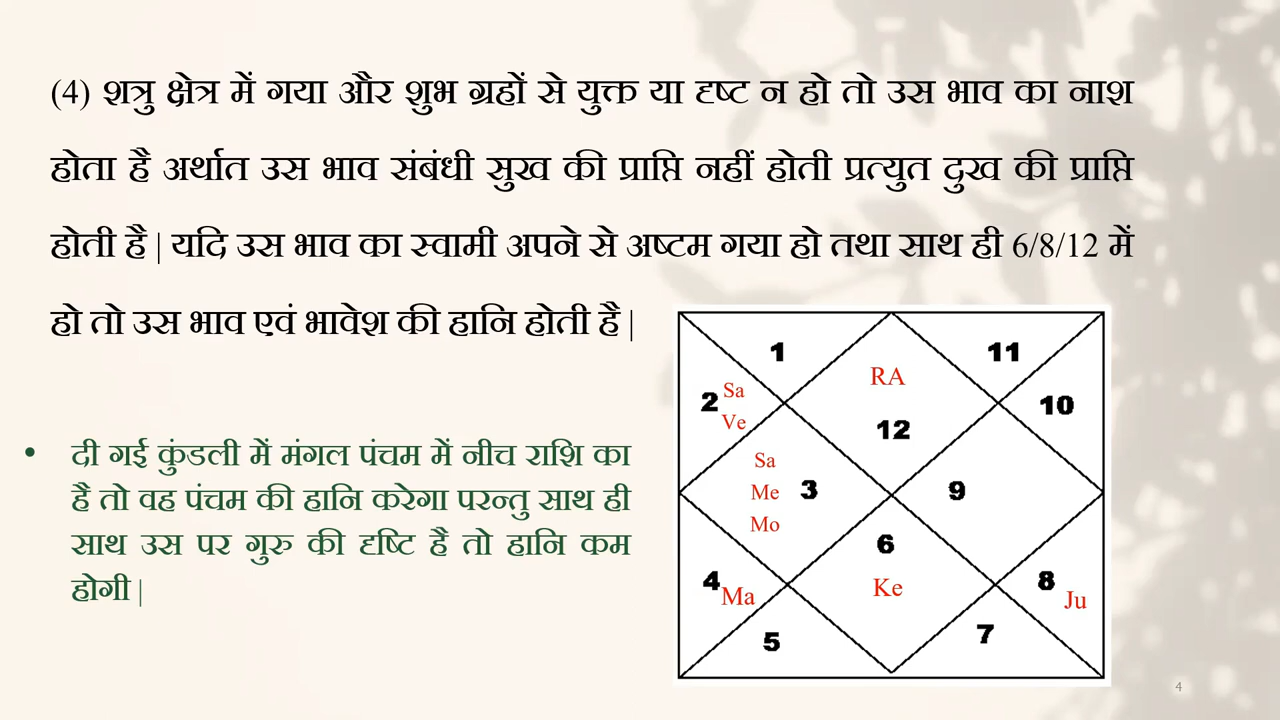 (4) शत्रु क्षेत्र में गया और शुभ ग्रहों से युक्त या दृष्ट न हो तो उस भाव का नाश
होता है अर्थात उस भाव संबंधी सुख की प्राप्ति नहीं होती प्रत्युत दुख की प्राप्ति
होती है | यदि उस भाव का स्वामी अपने से अष्टम गया हो तथा साथ ही 6/8/12 में
हो तो उस भाव एवं भावेश की हानि होती है |
• दी गई कुंडली में मंगल पंचम में नीच राशि का
है तो वह पंचम की हानि करेगा परन्तु साथ ही
साथ उस पर गुरु की दृष्टि है तो हानि कम
होगी |
1
11
RA
2
Sa
Ve
10
12
Sa
Me
Mo
3
9
6
4
Ma
Ke
8
Ju
5
7
4